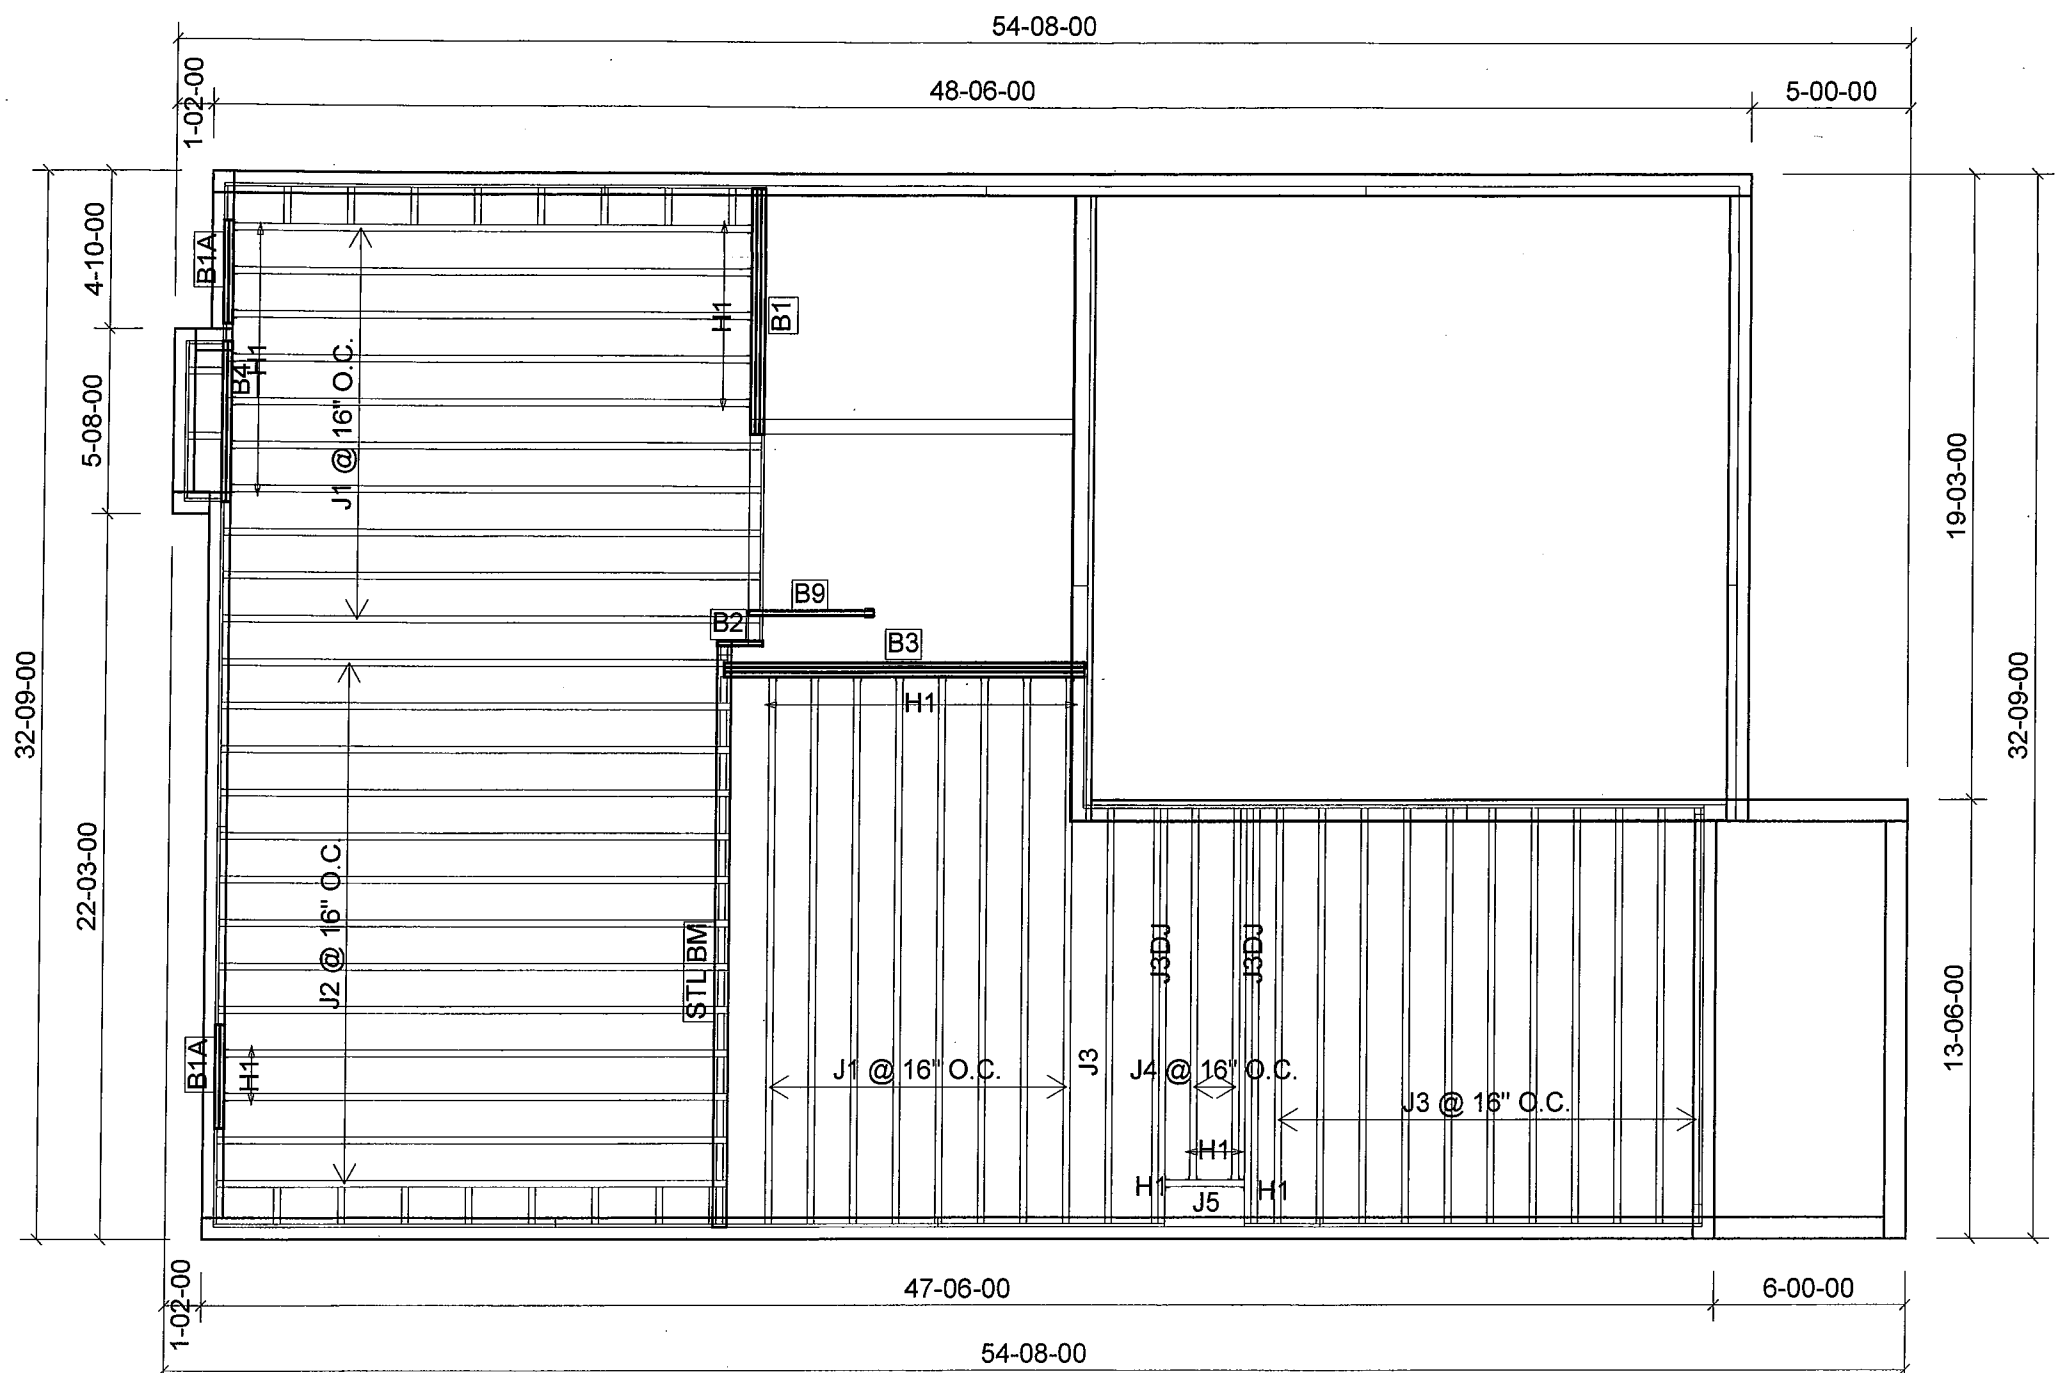 54-08-00
1-02-00
48-06-00
5-00-00
4-10-00
B1A
H1
B1
H1
B4
J1 @ 16" O.C.
5-08-00
19-03-00
B9
B2
B3
32-09-00
32-09-00
H1
22-03-00
J2 @ 16" O.C
STL BM
J3DJ
J3DJ
13-06-00
B1A
H1
J1 @ 16" O.C.
J3
J4 @ 16" O.C.
J3 @ 16" O.C.
H1
H1
H1
J5
1-02-00
47-06-00
6-00-00
54-08-00